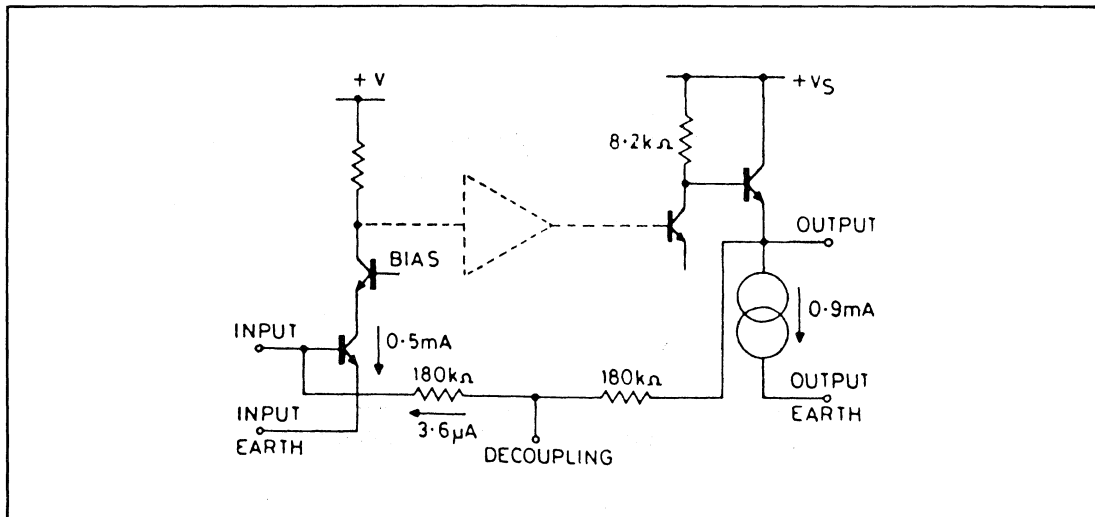 + V
+VS
8·2kΩ
OUTPUT
BIAS
INPUT
0·5mA
0·9mA
180kΩ
180kΩ
OUTPUT
INPUT
EARTH
3·6µA
DECOUPLING
EARTH